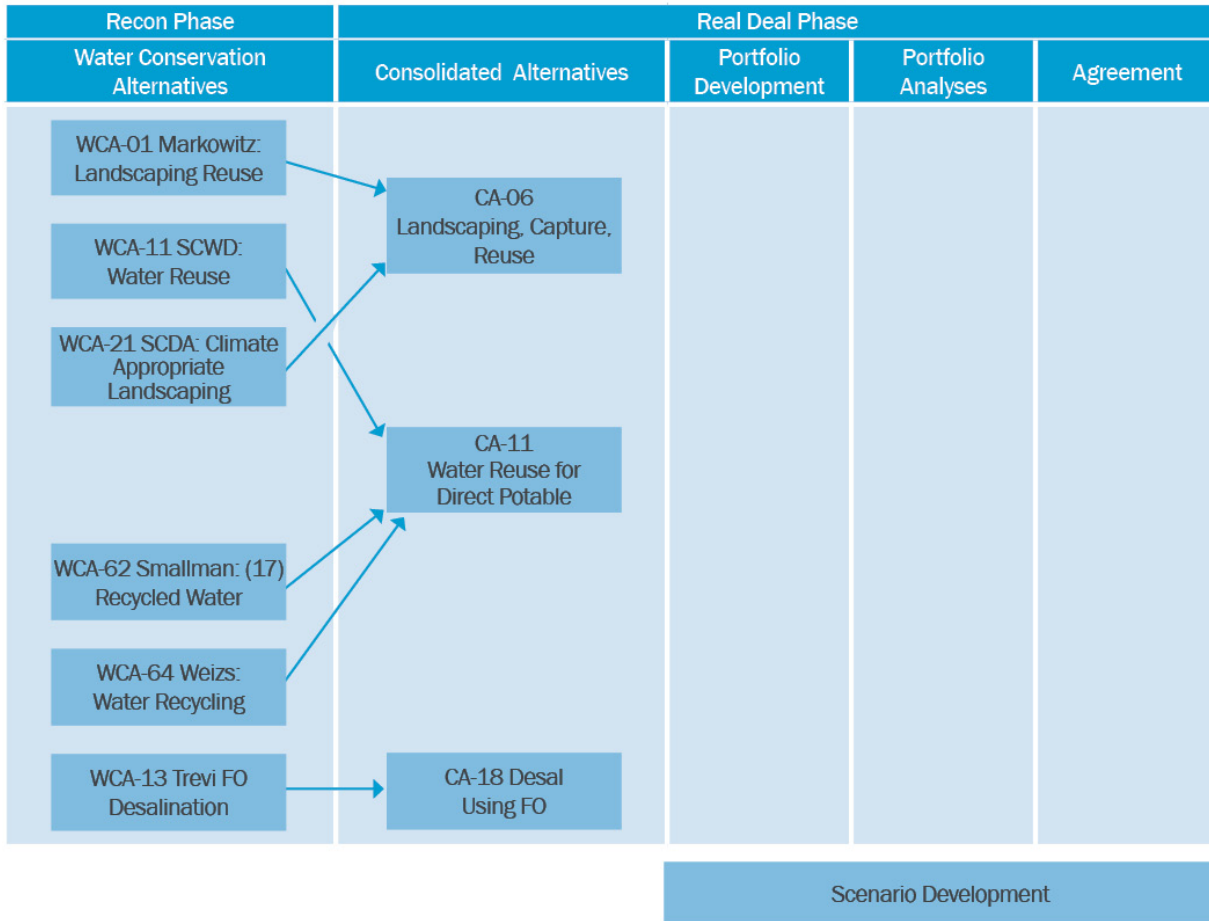 Recon Phase
Real Deal Phase
Water Conservation
Alternatives
Consolidated Alternatives
Portfolio
Development
Portfolio
Analyses
Agreement
WCA-01 Markowitz:
Landscaping Reuse
WCA-11 SCWD:
Water Reuse
WCA-21 SCDA: Climate
Appropriate
Landscaping
WCA-62 Smallman: (17)
Recycled Water
WCA-64 Weizs:
Water Recycling
WCA-13 Trevi FO
Desalination
CA-06
Landscaping, Capture,
Reuse
CA-11
Water Reuse for
Direct Potable
CA-18 Desal
Using FO
Scenario Development